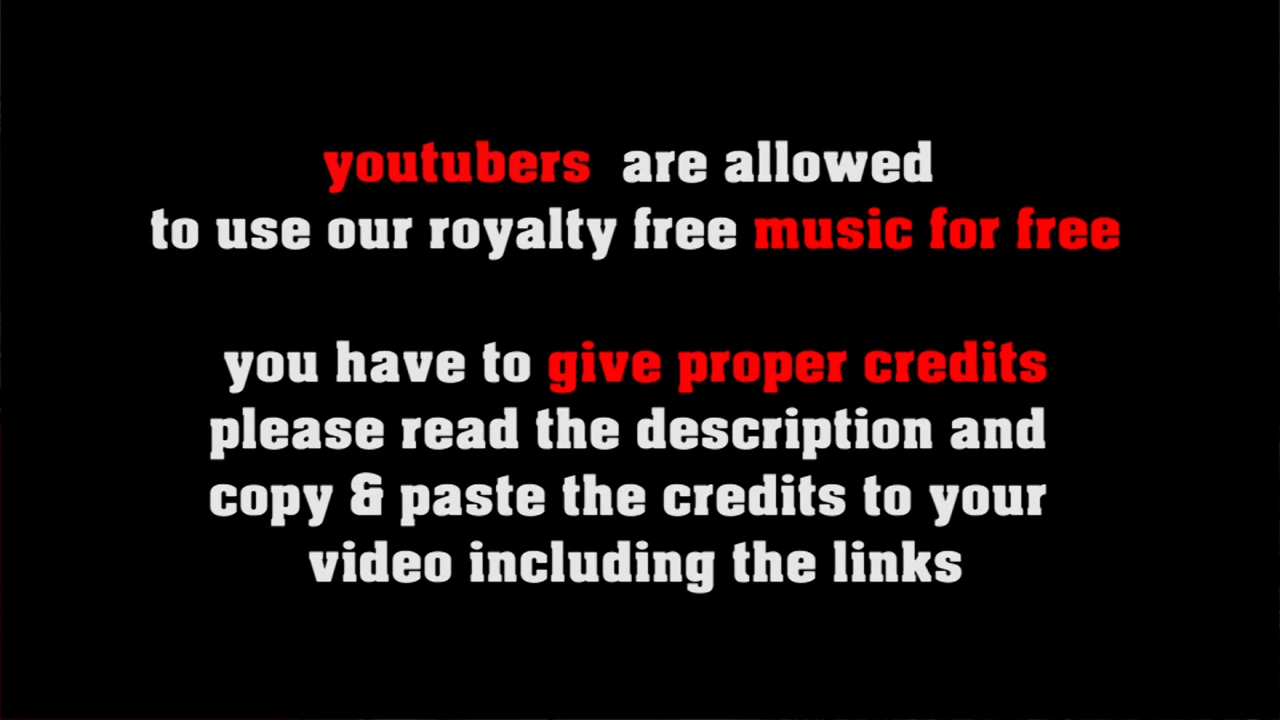 youtubers are allowed
to use our royalty free music for free
you have to give proper credits
please read the description and
copy & paste the credits to your
video including the links